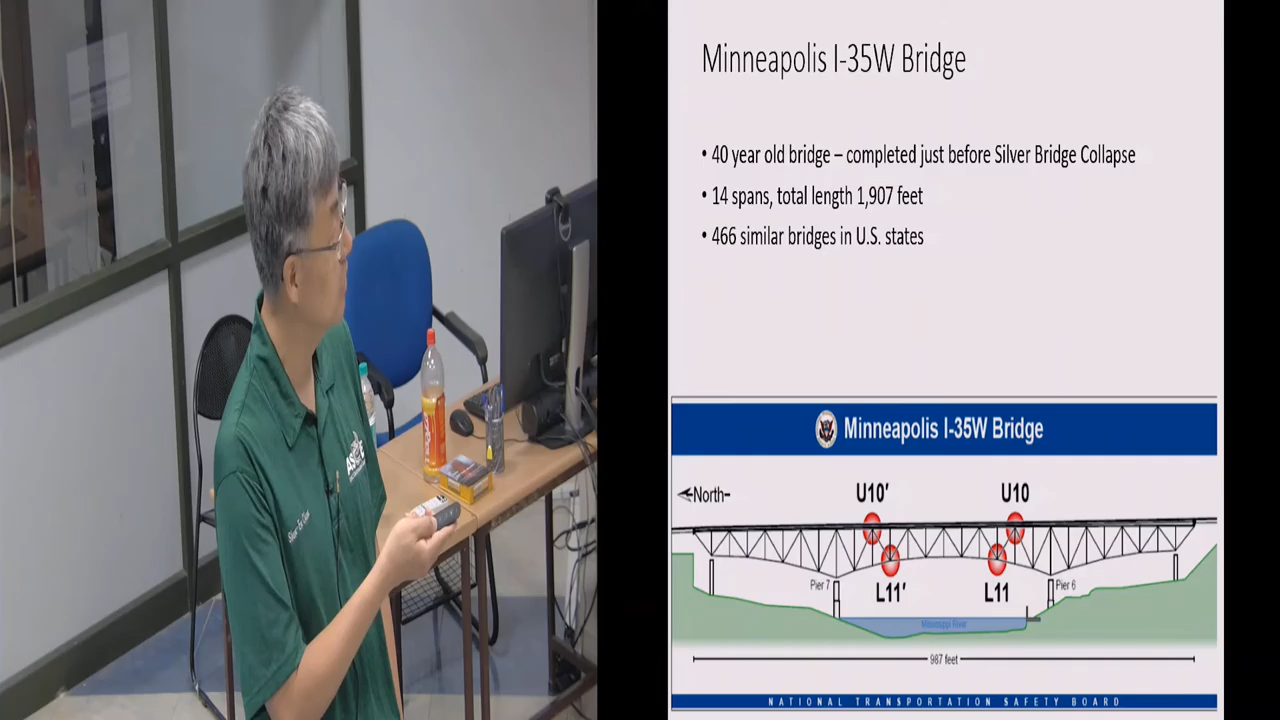 Minneapolis I-35W Bridge
• 40 year old bridge – completed just before Silver Bridge Collapse
• 14 spans, total length 1,907 feet
• 466 similar bridges in U.S. states
Minneapolis I-35W Bridge
North
U10′
U10
Pier 7
L11′
L11
Pier 6
Mississippi River
987 feet
NATIONAL TRANSPORTATION SAFETY BOARD